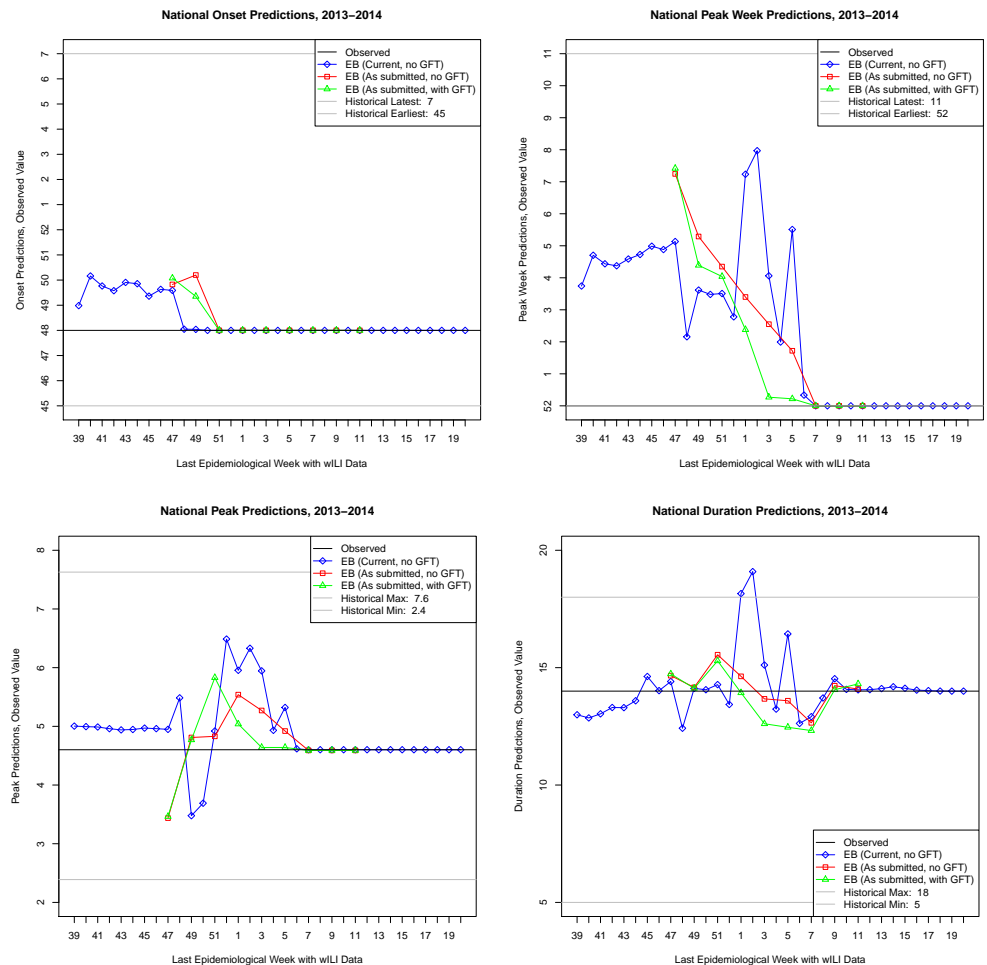 National Onset Predictions, 2013−2014
Onset Predictions, Observed Value
7
6
5
4
3
2
1
52
51
50
49
48
47
46
45
Observed
EB (Current, no GFT)
EB (As submitted, no GFT)
EB (As submitted, with GFT)
Historical Latest: 7
Historical Earliest: 45
39 41 43 45 47 49 51 1 3 5 7 9 11 13 15 17 19
Last Epidemiological Week with wILI Data
National Peak Week Predictions, 2013−2014
Peak Week Predictions, Observed Value
11
10
9
8
7
6
5
4
3
2
1
52
Observed
EB (Current, no GFT)
EB (As submitted, no GFT)
EB (As submitted, with GFT)
Historical Latest: 11
Historical Earliest: 52
39 41 43 45 47 49 51 1 3 5 7 9 11 13 15 17 19
Last Epidemiological Week with wILI Data
National Peak Predictions, 2013−2014
Peak Predictions, Observed Value
8
7
6
5
4
3
2
Observed
EB (Current, no GFT)
EB (As submitted, no GFT)
EB (As submitted, with GFT)
Historical Max: 7.6
Historical Min: 2.4
39 41 43 45 47 49 51 1 3 5 7 9 11 13 15 17 19
Last Epidemiological Week with wILI Data
National Duration Predictions, 2013−2014
Duration Predictions, Observed Value
20
15
10
5
Observed
EB (Current, no GFT)
EB (As submitted, no GFT)
EB (As submitted, with GFT)
Historical Max: 18
Historical Min: 5
39 41 43 45 47 49 51 1 3 5 7 9 11 13 15 17 19
Last Epidemiological Week with wILI Data